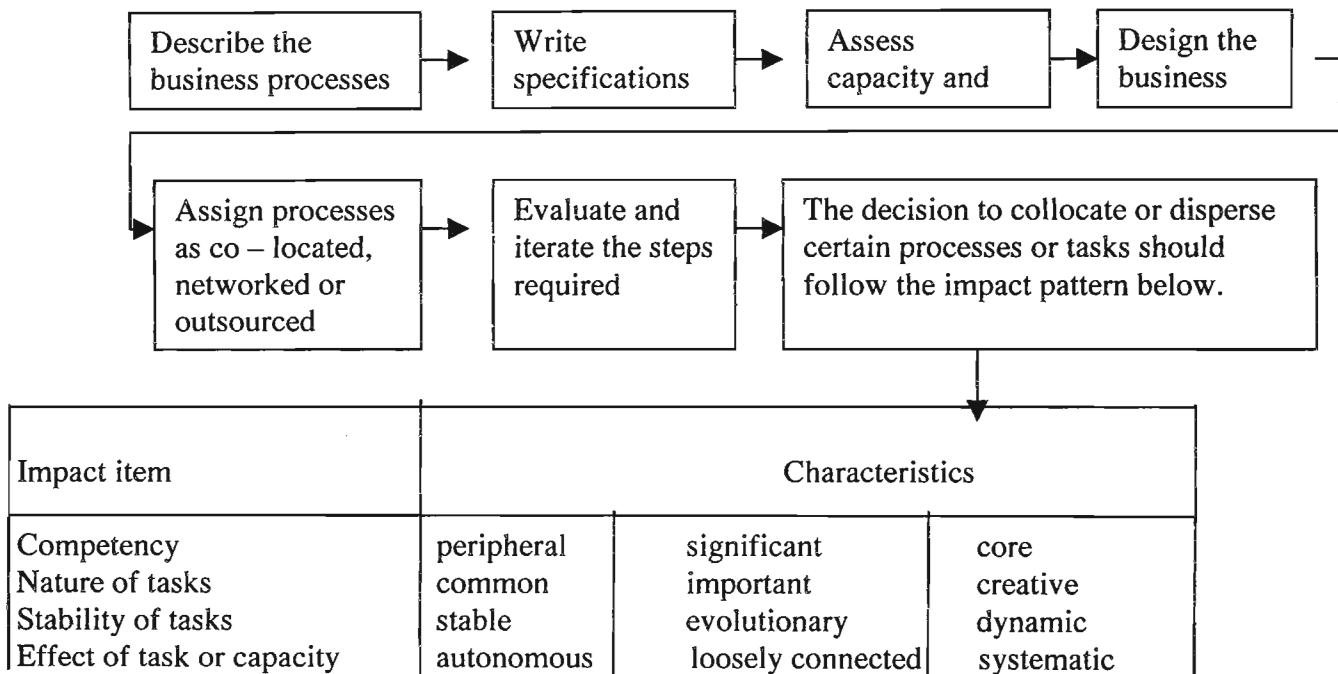 Describe the
business processes
Write
specifications
Assess
capacity and
Design the
business
Assign processes
as co – located,
networked or
outsourced
Evaluate and
iterate the steps
required
The decision to collocate or disperse
certain processes or tasks should
follow the impact pattern below.
Impact item Characteristics
Competency peripheral significant core
Nature of tasks common important creative
Stability of tasks stable evolutionary dynamic
Effect of task or capacity autonomous loosely connected systematic